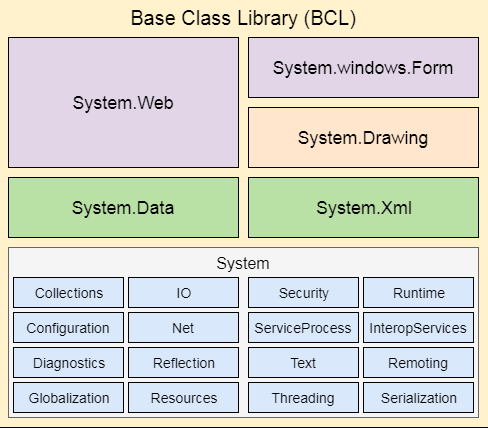 Base Class Library (BCL)
System.Web
System.windows.Form
System.Drawing
System.Data
System.Xml
System
Collections
IO
Security
Runtime
Configuration
Net
ServiceProcess
InteropServices
Diagnostics
Reflection
Text
Remoting
Globalization
Resources
Threading
Serialization